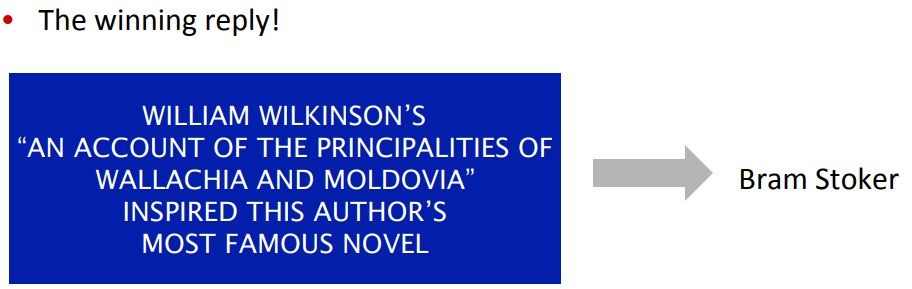 • The winning reply!
WILLIAM WILKINSON’S
“AN ACCOUNT OF THE PRINCIPALITIES OF
WALLACHIA AND MOLDOVIA”
INSPIRED THIS AUTHOR’S
MOST FAMOUS NOVEL
Bram Stoker